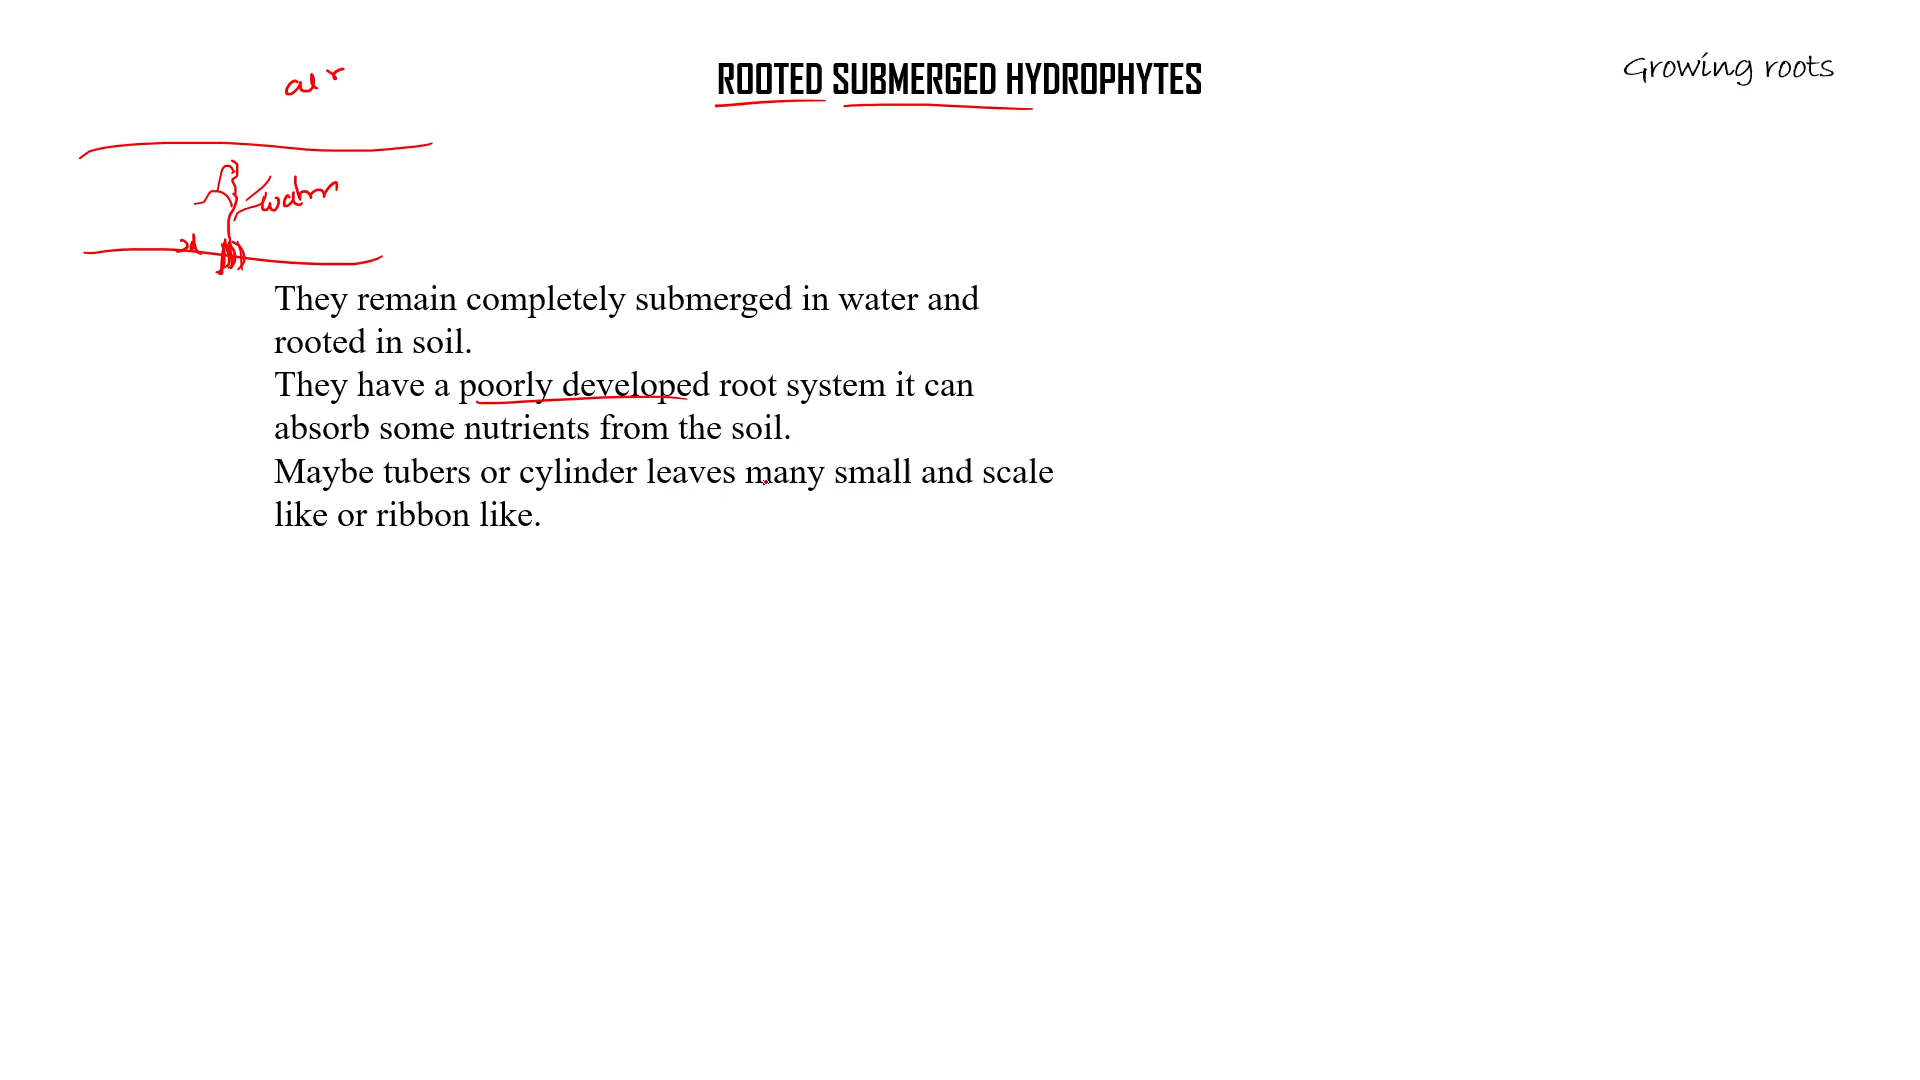 air
ROOTED SUBMERGED HYDROPHYTES
Growing roots
water
They remain completely submerged in water and
rooted in soil.
They have a poorly developed root system it can
absorb some nutrients from the soil.
Maybe tubers or cylinder leaves many small and scale
like or ribbon like.